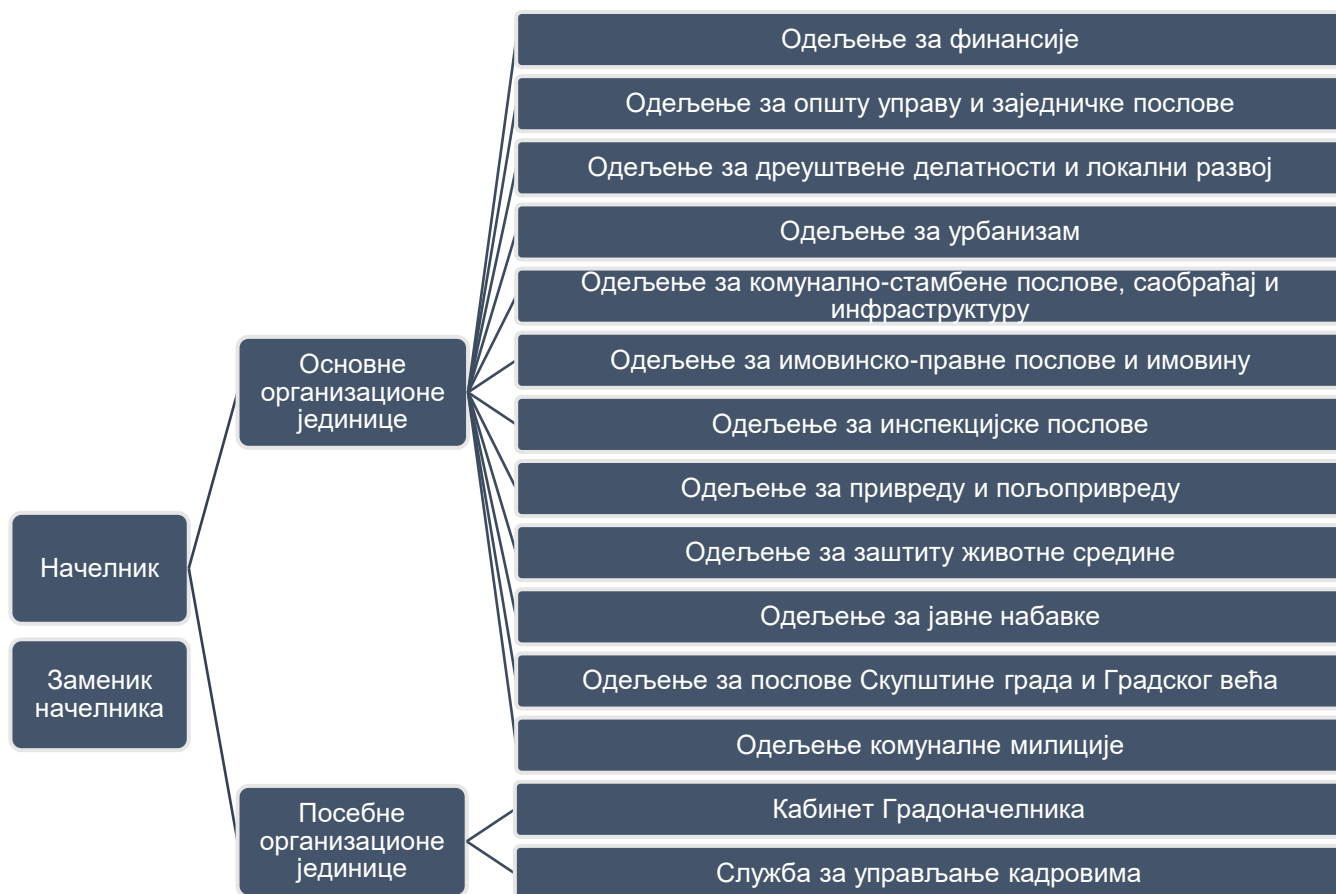 Начелник
Заменик
начелника
Основне
организационе
јединице
Одељење за финансије
Одељење за општу управу и заједничке послове
Одељење за дреуштвене делатности и локални развој
Одељење за урбанизам
Одељење за комунално-стамбене послове, саобраћај и
инфраструктуру
Одељење за имовинско-правне послове и имовину
Одељење за инспекцијске послове
Одељење за привреду и пољопривреду
Одељење за заштиту животне средине
Одељење за јавне набавке
Одељење за послове Скупштине града и Градског већа
Одељење комуналне милиције
Посебне
организационе
јединице
Кабинет Градоначелника
Служба за управљање кадровима